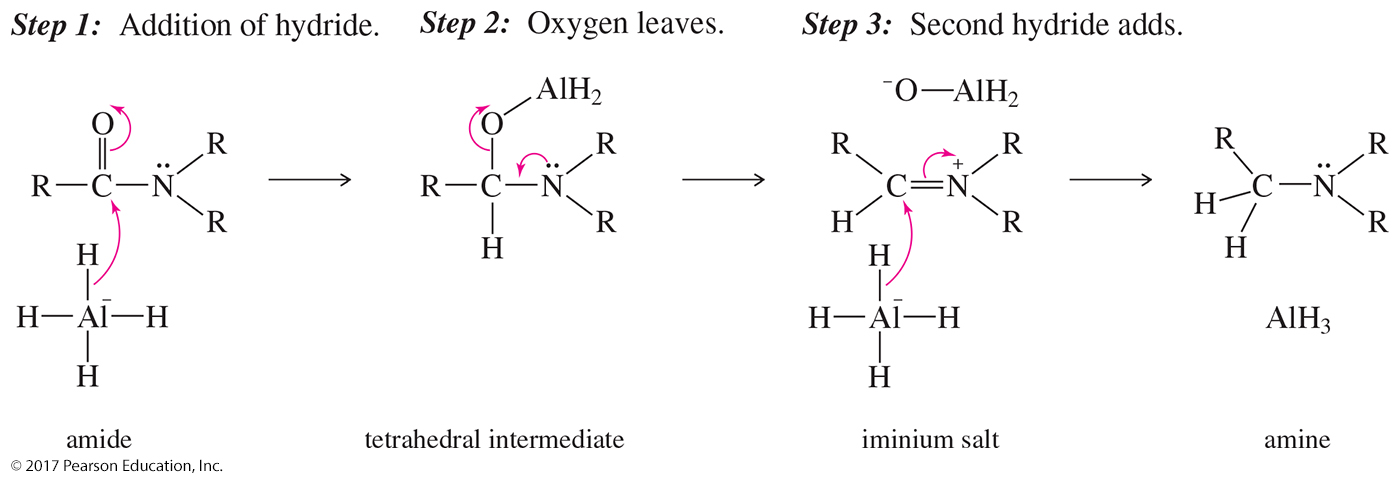 Step 1: Addition of hydride.
Step 2: Oxygen leaves.
Step 3: Second hydride adds.
O
R—C—N̈
R
R
H
H—Al⁻—H
H
amide
AlH₂
O
R—C—N̈
R
R
H
tetrahedral intermediate
⁻O—AlH₂
R
H
C=N⁺
R
R
H
H—Al⁻—H
H
iminium salt
R
H
H
C—N̈
R
R
AlH₃
amine
© 2017 Pearson Education, Inc.